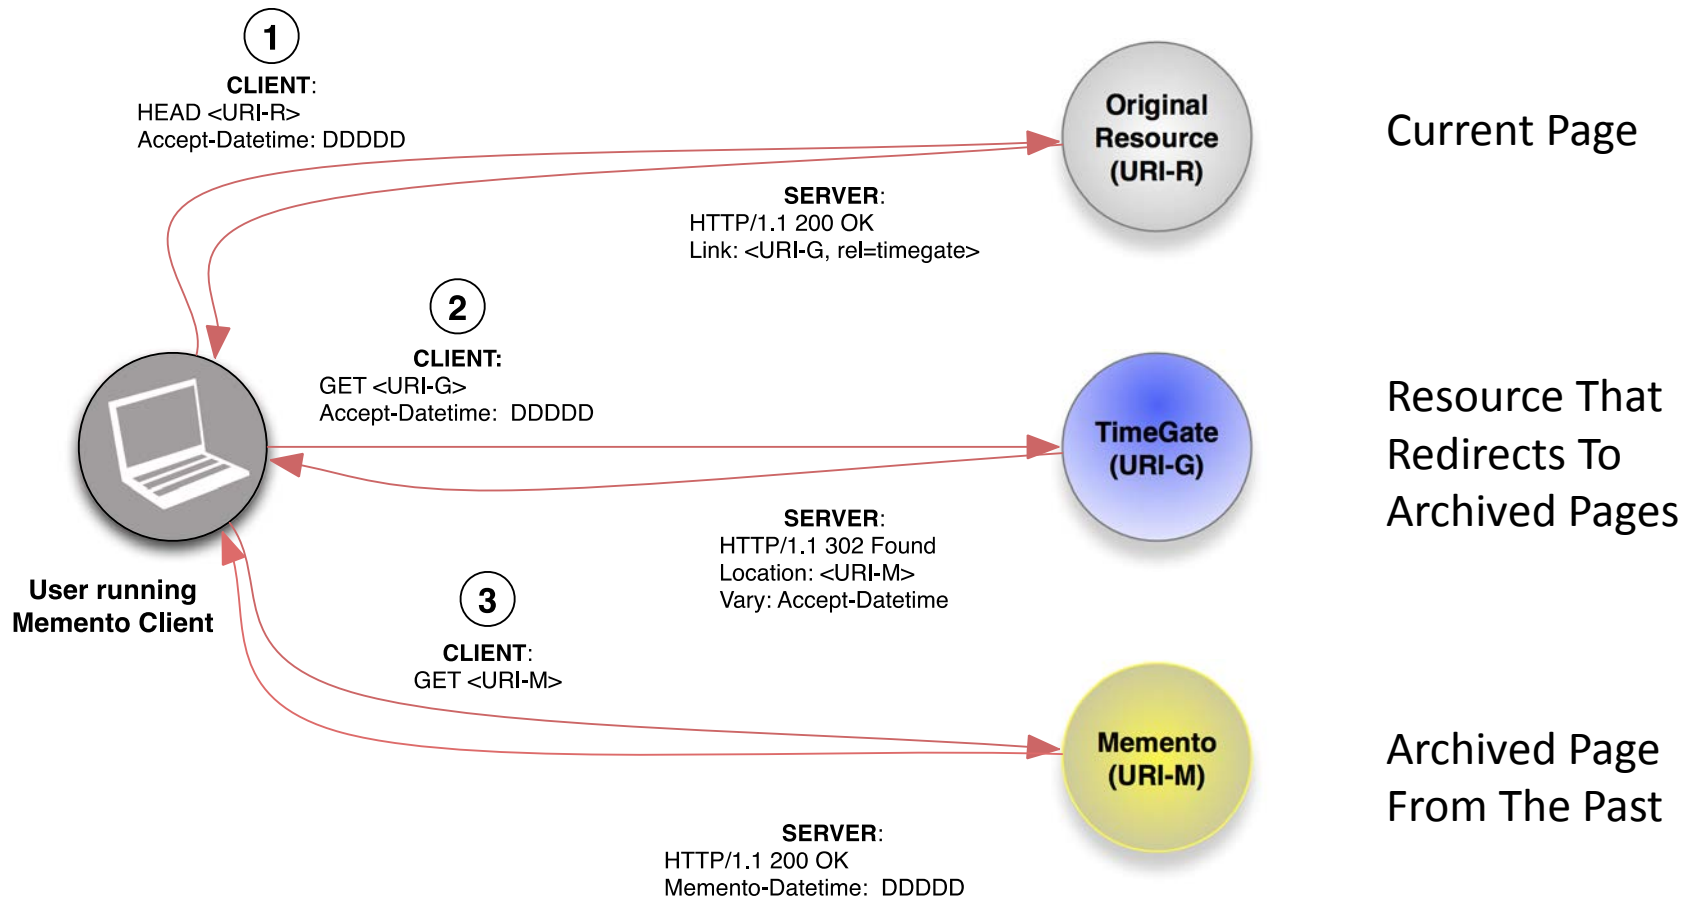 1
CLIENT:
HEAD <URI-R>
Accept-Datetime: DDDDD
Original
Resource
(URI-R)
Current Page
SERVER:
HTTP/1.1 200 OK
Link: <URI-G, rel=timegate>
2
CLIENT:
GET <URI-G>
Accept-Datetime: DDDDD
TimeGate
(URI-G)
Resource That
Redirects To
Archived Pages
SERVER:
HTTP/1.1 302 Found
Location: <URI-M>
Vary: Accept-Datetime
User running
Memento Client
3
CLIENT:
GET <URI-M>
Memento
(URI-M)
Archived Page
From The Past
SERVER:
HTTP/1.1 200 OK
Memento-Datetime: DDDDD